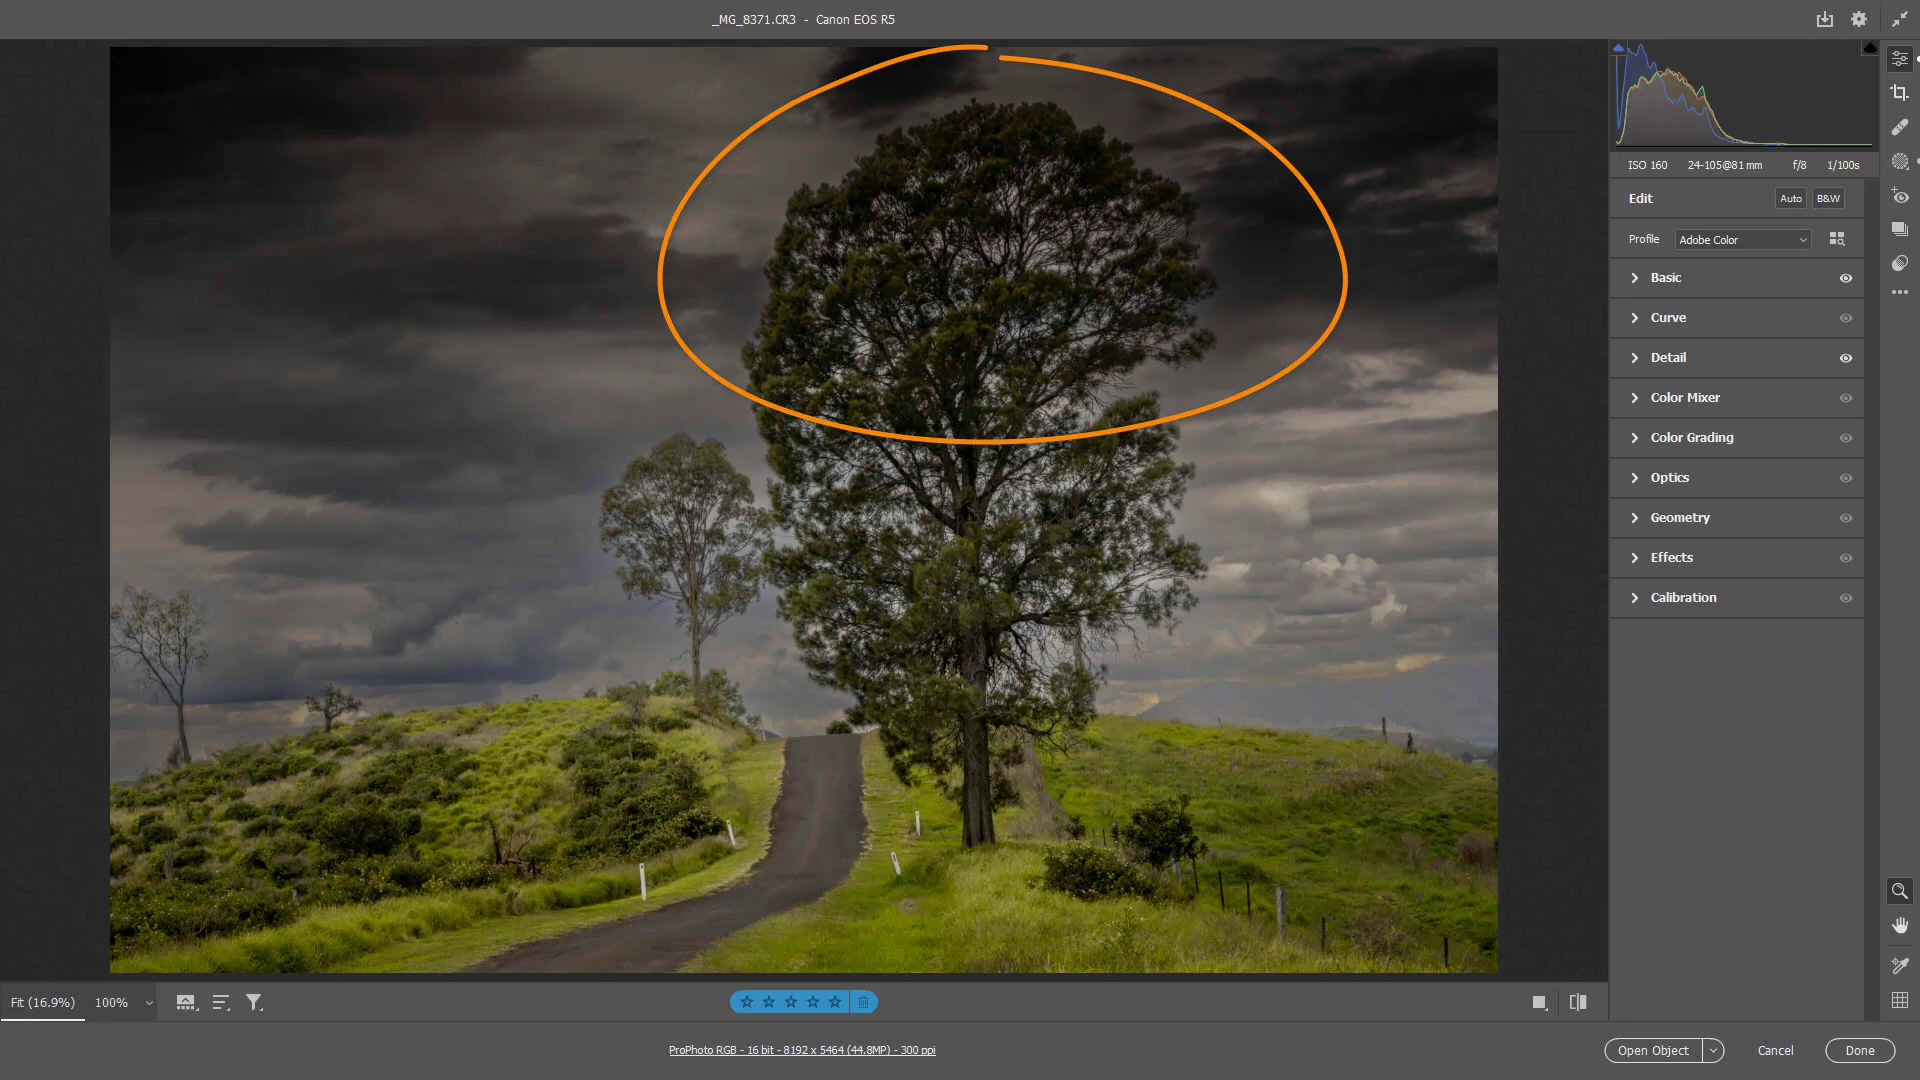 _MG_8371.CR3 - Canon EOS R5
ISO 160 24-105@81 mm f/8 1/100s
Edit Auto B&W
Profile Adobe Color
Basic
Curve
Detail
Color Mixer
Color Grading
Optics
Geometry
Effects
Calibration
Fit (16.9%) 100%
ProPhoto RGB - 16 bit - 8192 x 5464 (44.8MP) - 300 ppi
Open Object Cancel Done